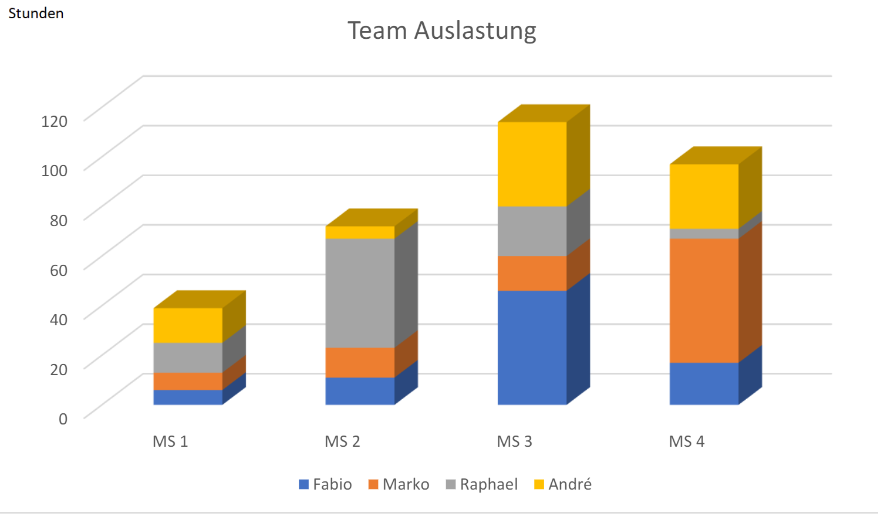 Stunden
Team Auslastung
120
100
80
60
40
20
0
MS 1 MS 2 MS 3 MS 4
Fabio Marko Raphael André